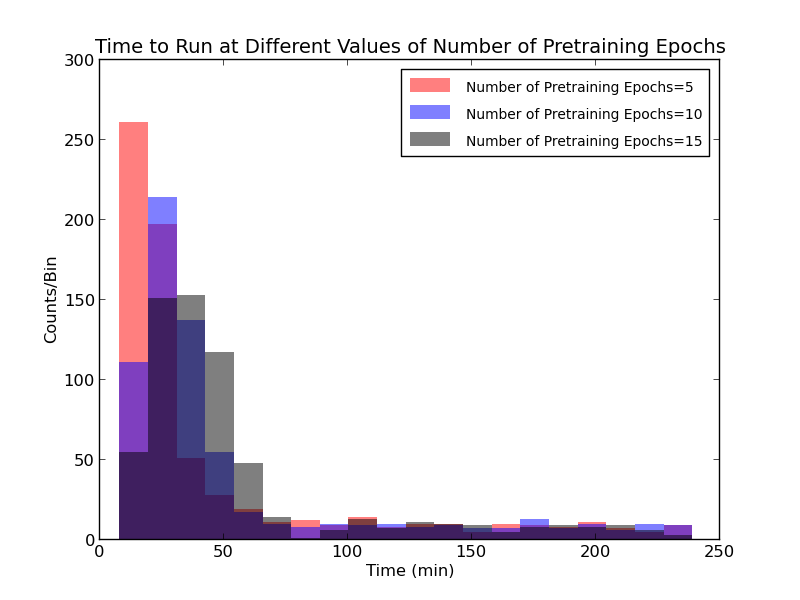 Time to Run at Different Values of Number of Pretraining Epochs
300
250
200
150
100
50
0
Counts/Bin
Number of Pretraining Epochs=5
Number of Pretraining Epochs=10
Number of Pretraining Epochs=15
0 50 100 150 200 250
Time (min)